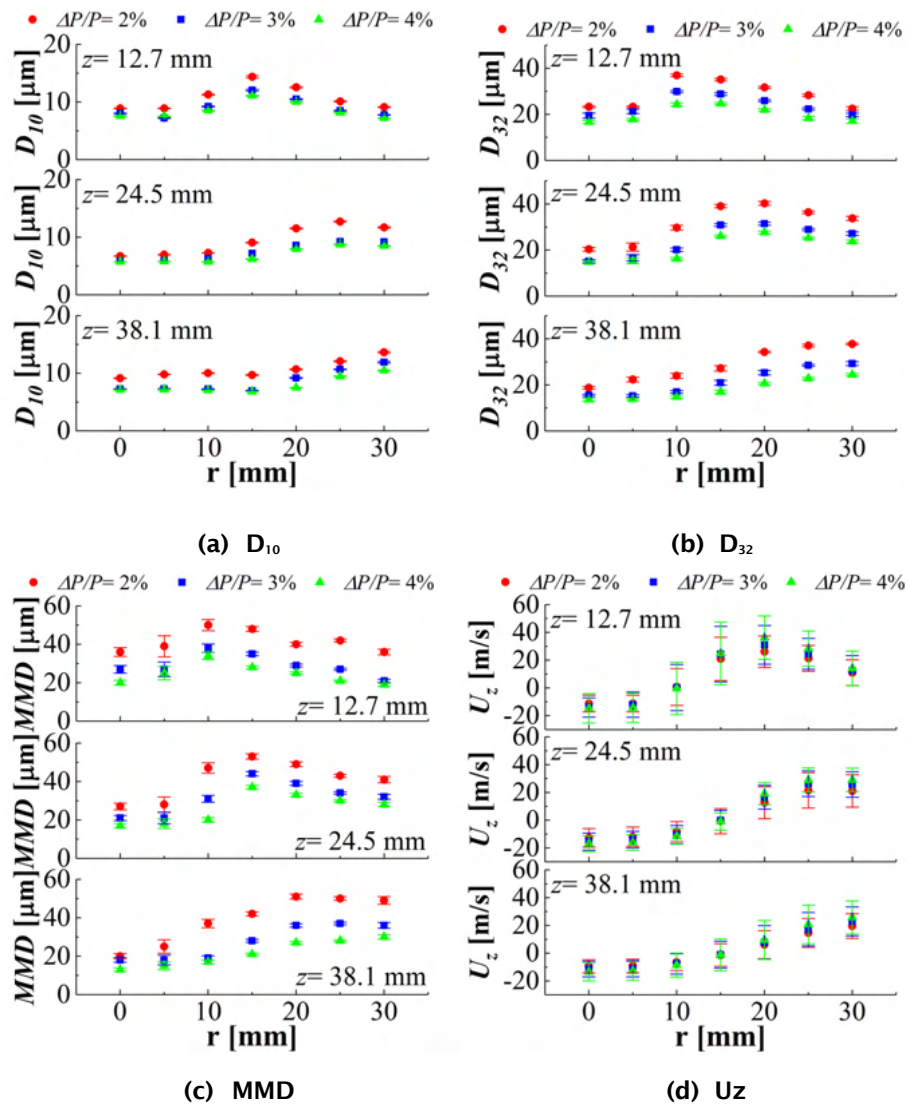 ΔP/P= 2% ΔP/P= 3% ΔP/P= 4%
20
z= 12.7 mm
D10 [μm]
10
0
20
z= 24.5 mm
D10 [μm]
10
0
20
z= 38.1 mm
D10 [μm]
10
0
0 10 20 30
r [mm]
(a) D₁₀
ΔP/P= 2% ΔP/P= 3% ΔP/P= 4%
z= 12.7 mm
D32 [μm]
40
20
0
z= 24.5 mm
D32 [μm]
40
20
0
z= 38.1 mm
D32 [μm]
40
20
0
0 10 20 30
r [mm]
(b) D₃₂
ΔP/P= 2% ΔP/P= 3% ΔP/P= 4%
MMD [μm]
60
40
20
0
z= 12.7 mm
MMD [μm]
60
40
20
0
z= 24.5 mm
MMD [μm]
60
40
20
0
z= 38.1 mm
0 10 20 30
r [mm]
(c) MMD
ΔP/P= 2% ΔP/P= 3% ΔP/P= 4%
z= 12.7 mm
Uz [m/s]
60
40
20
0
-20
z= 24.5 mm
Uz [m/s]
60
40
20
0
-20
z= 38.1 mm
Uz [m/s]
60
40
20
0
-20
0 10 20 30
r [mm]
(d) Uz